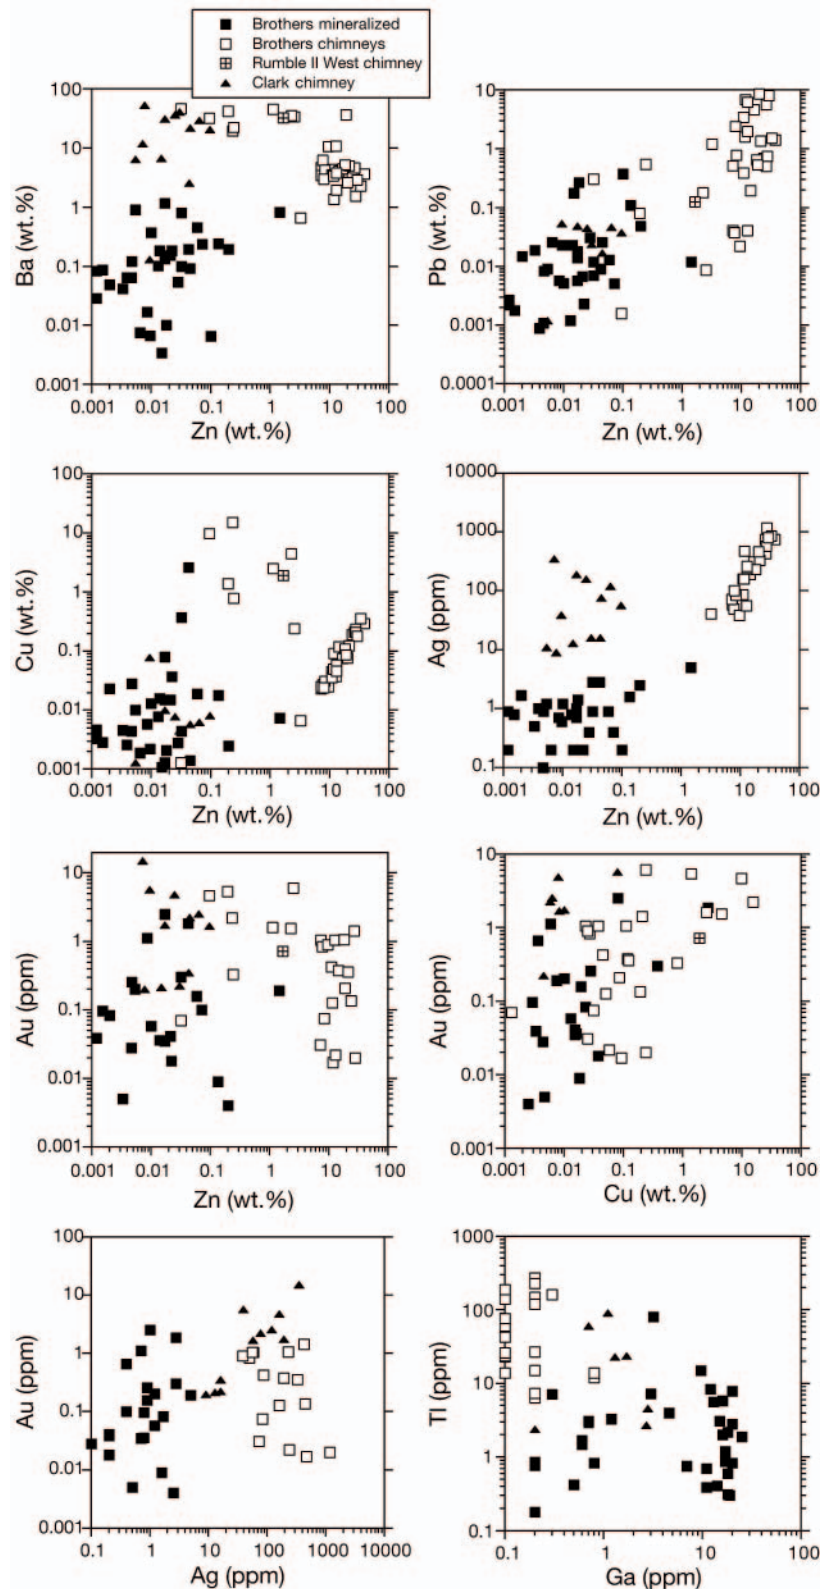 Brothers mineralized
Brothers chimneys
Rumble II West chimney
Clark chimney
100
10
1
0.1
0.01
0.001
Ba (wt.%)
0.001 0.01 0.1 1 10 100
Zn (wt.%)
10
1
0.1
0.01
0.001
0.0001
Pb (wt.%)
0.001 0.01 0.1 1 10 100
Zn (wt.%)
100
10
1
0.1
0.01
0.001
Cu (wt.%)
0.001 0.01 0.1 1 10 100
Zn (wt.%)
10000
1000
100
10
1
0.1
Ag (ppm)
0.001 0.01 0.1 1 10 100
Zn (wt.%)
10
1
0.1
0.01
0.001
Au (ppm)
0.001 0.01 0.1 1 10 100
Zn (wt.%)
10
1
0.1
0.01
0.001
Au (ppm)
0.001 0.01 0.1 1 10 100
Cu (wt.%)
100
10
1
0.1
0.01
0.001
Au (ppm)
0.1 1 10 100 1000 10000
Ag (ppm)
1000
100
10
1
0.1
Tl (ppm)
0.1 1 10 100
Ga (ppm)